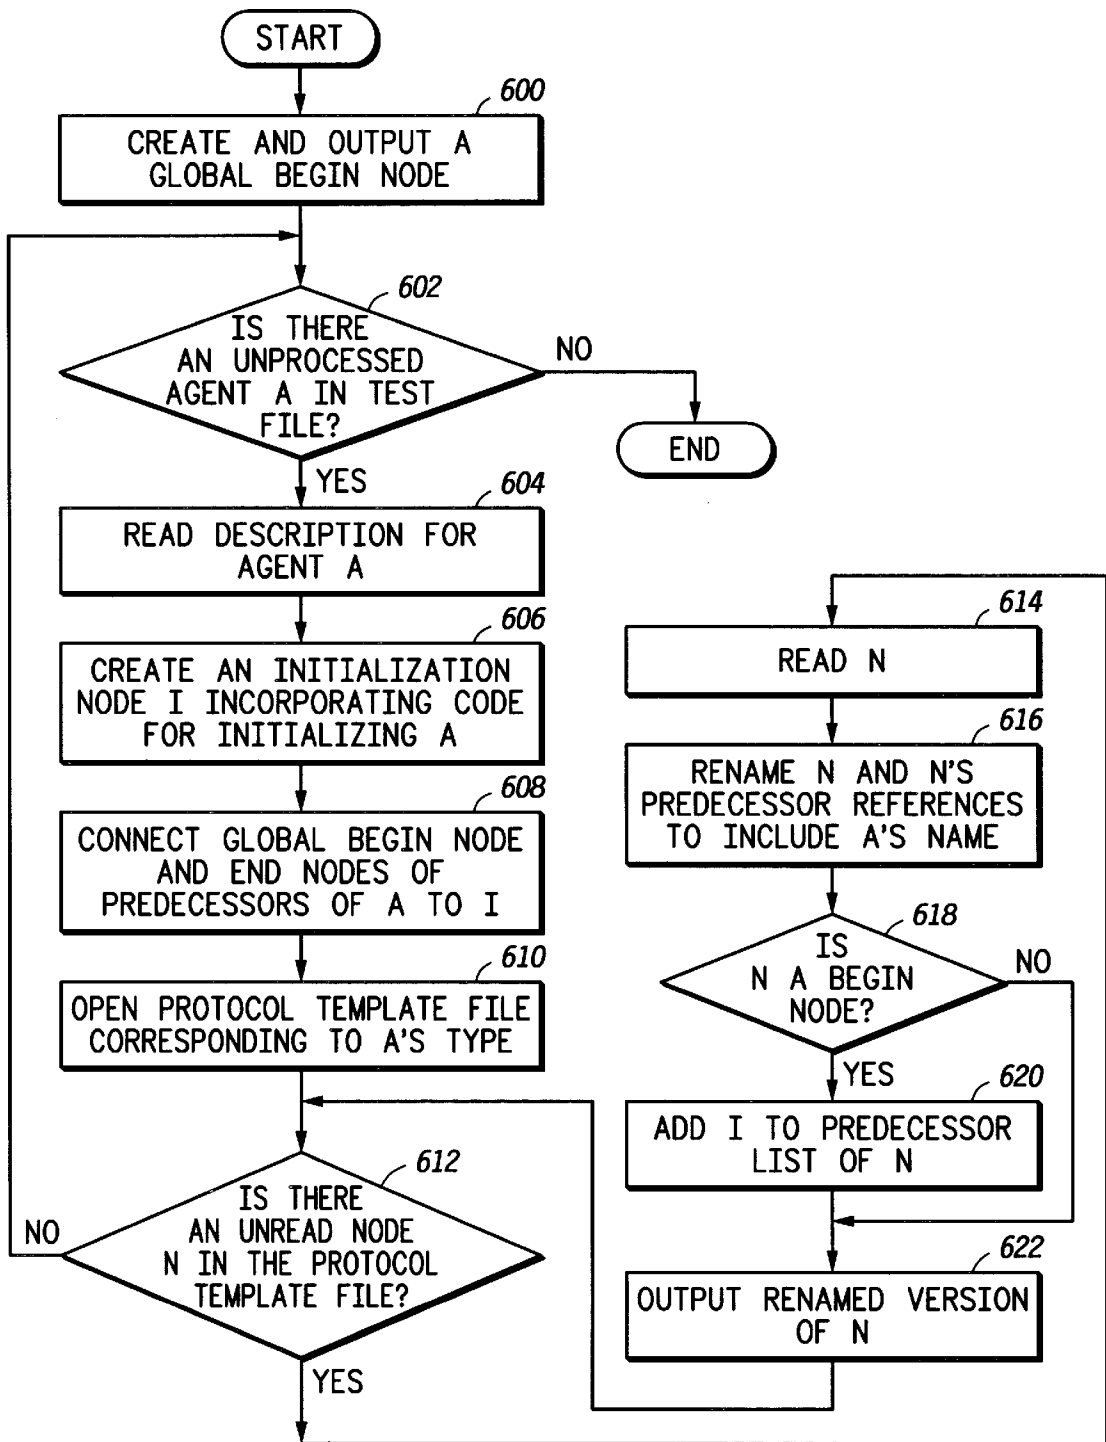 START
600
CREATE AND OUTPUT A
GLOBAL BEGIN NODE
602
IS THERE
AN UNPROCESSED
AGENT A IN TEST
FILE?
NO
END
YES
604
READ DESCRIPTION FOR
AGENT A
606
CREATE AN INITIALIZATION
NODE I INCORPORATING CODE
FOR INITIALIZING A
608
CONNECT GLOBAL BEGIN NODE
AND END NODES OF
PREDECESSORS OF A TO I
610
OPEN PROTOCOL TEMPLATE FILE
CORRESPONDING TO A'S TYPE
612
IS THERE
AN UNREAD NODE
N IN THE PROTOCOL
TEMPLATE FILE?
NO
YES
614
READ N
616
RENAME N AND N'S
PREDECESSOR REFERENCES
TO INCLUDE A'S NAME
618
IS
N A BEGIN
NODE?
NO
YES
620
ADD I TO PREDECESSOR
LIST OF N
622
OUTPUT RENAMED VERSION
OF N